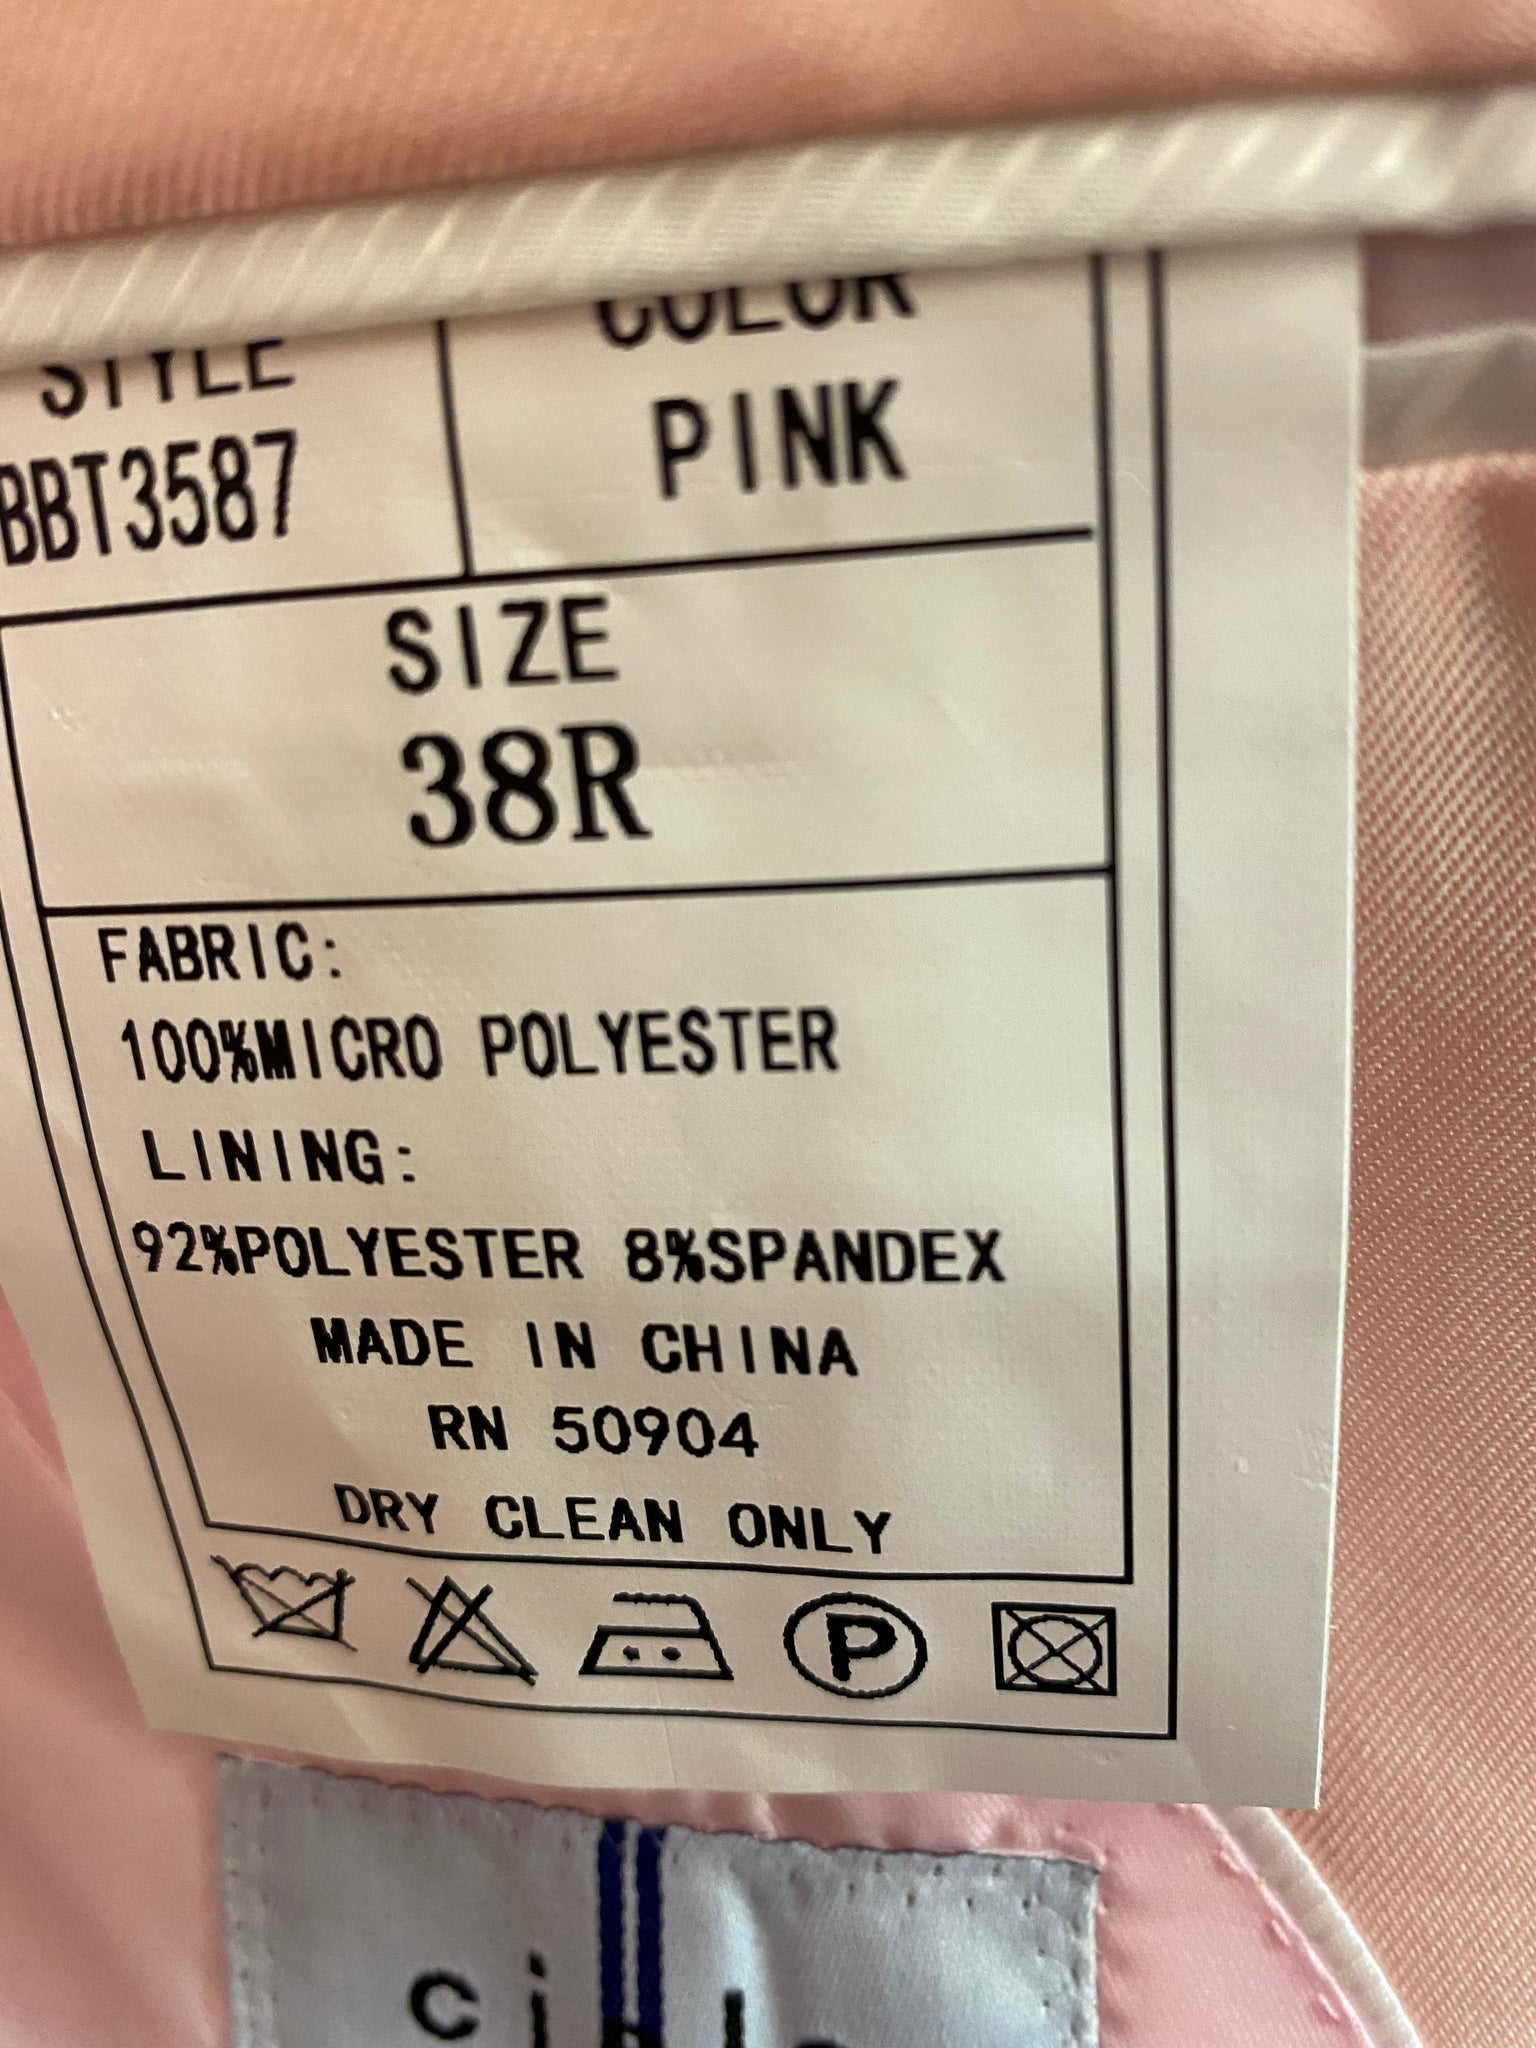 STYLE COLOR
BBT3587 PINK
SIZE
38R
FABRIC:
100%MICRO POLYESTER
LINING:
92%POLYESTER 8%SPANDEX
MADE IN CHINA
RN 50904
DRY CLEAN ONLY
P